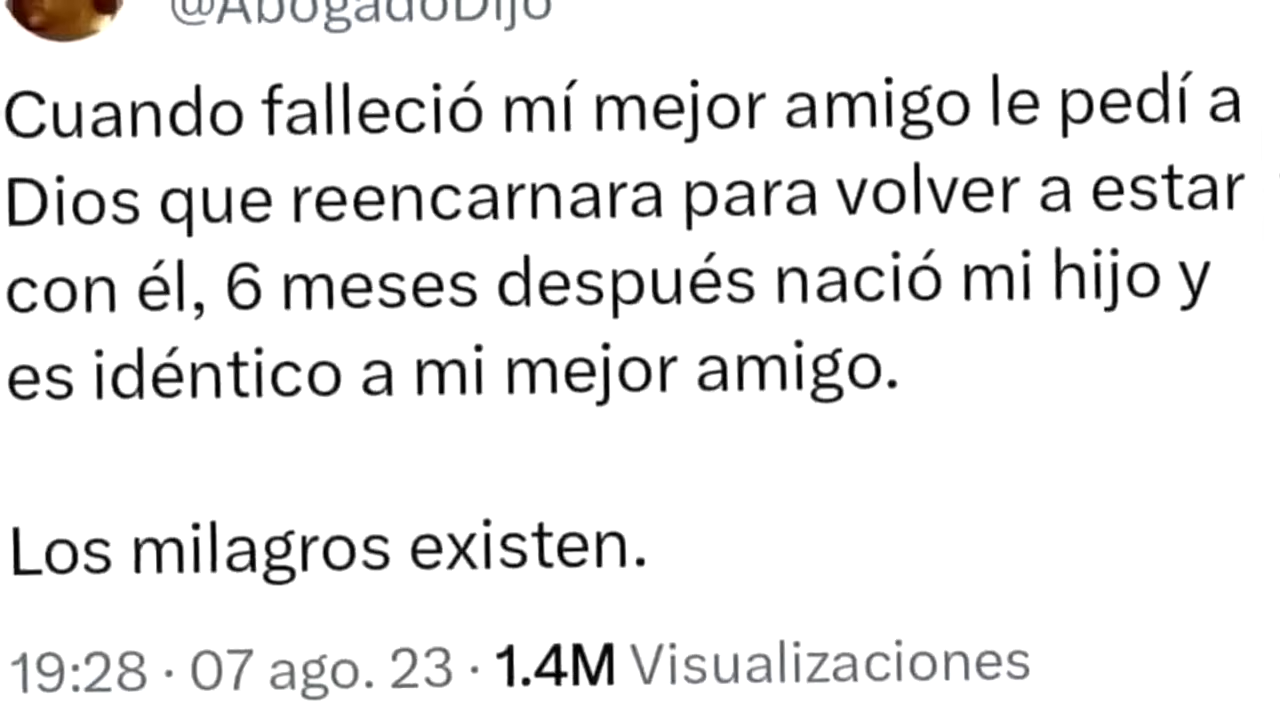 @AbogadoDijo
Cuando falleció mí mejor amigo le pedí a
Dios que reencarnara para volver a estar
con él, 6 meses después nació mi hijo y
es idéntico a mi mejor amigo.
Los milagros existen.
19:28 · 07 ago. 23 · 1.4M Visualizaciones